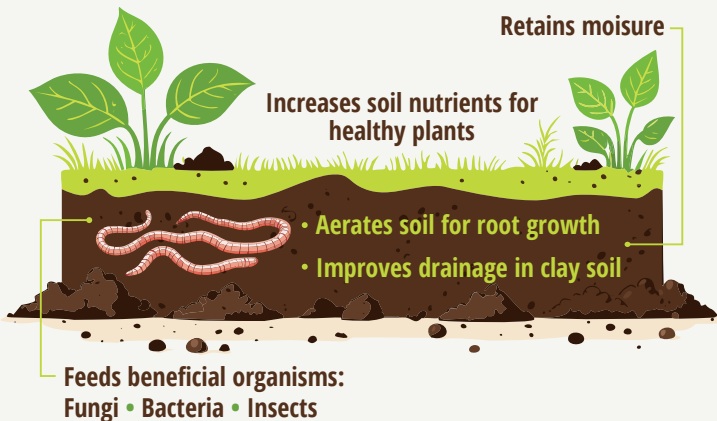 Retains moisure
Increases soil nutrients for
healthy plants
• Aerates soil for root growth
• Improves drainage in clay soil
Feeds beneficial organisms:
Fungi • Bacteria • Insects